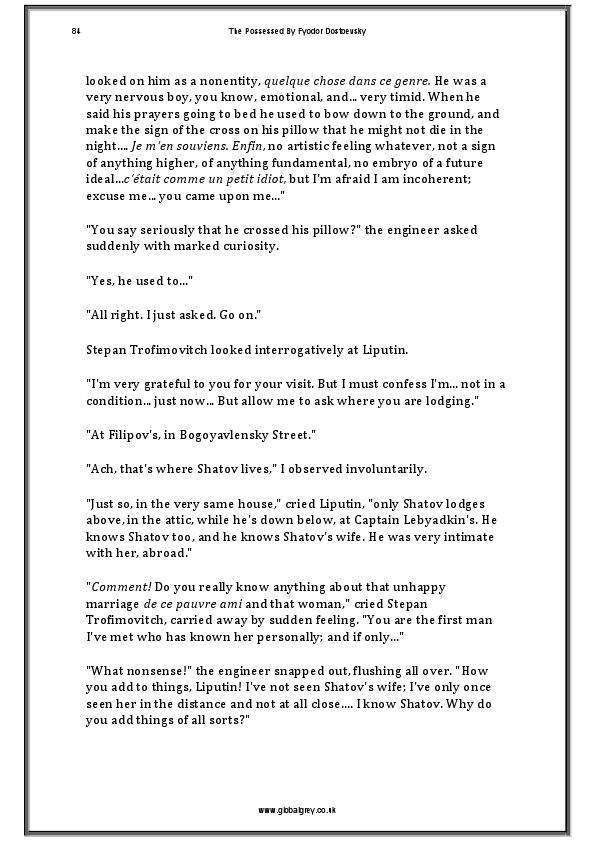 84
The Possessed By Fyodor Dostoevsky
looked on him as a nonentity, quelque chose dans ce genre. He was a
very nervous boy, you know, emotional, and... very timid. When he
said his prayers going to bed he used to bow down to the ground, and
make the sign of the cross on his pillow that he might not die in the
night.... Je m'en souviens. Enfin, no artistic feeling whatever, not a sign
of anything higher, of anything fundamental, no embryo of a future
ideal...c'était comme un petit idiot, but I'm afraid I am incoherent;
excuse me... you came upon me..."
"You say seriously that he crossed his pillow?" the engineer asked
suddenly with marked curiosity.
"Yes, he used to..."
"All right. I just asked. Go on."
Stepan Trofimovitch looked interrogatively at Liputin.
"I'm very grateful to you for your visit. But I must confess I'm... not in a
condition... just now... But allow me to ask where you are lodging."
"At Filipov's, in Bogoyavlensky Street."
"Ach, that's where Shatov lives," I observed involuntarily.
"Just so, in the very same house," cried Liputin, "only Shatov lodges
above, in the attic, while he's down below, at Captain Lebyadkin's. He
knows Shatov too, and he knows Shatov's wife. He was very intimate
with her, abroad."
"Comment! Do you really know anything about that unhappy
marriage de ce pauvre ami and that woman," cried Stepan
Trofimovitch, carried away by sudden feeling. "You are the first man
I've met who has known her personally; and if only..."
"What nonsense!" the engineer snapped out, flushing all over. "How
you add to things, Liputin! I've not seen Shatov's wife; I've only once
seen her in the distance and not at all close.... I know Shatov. Why do
you add things of all sorts?"
www.globalgrey.co.uk